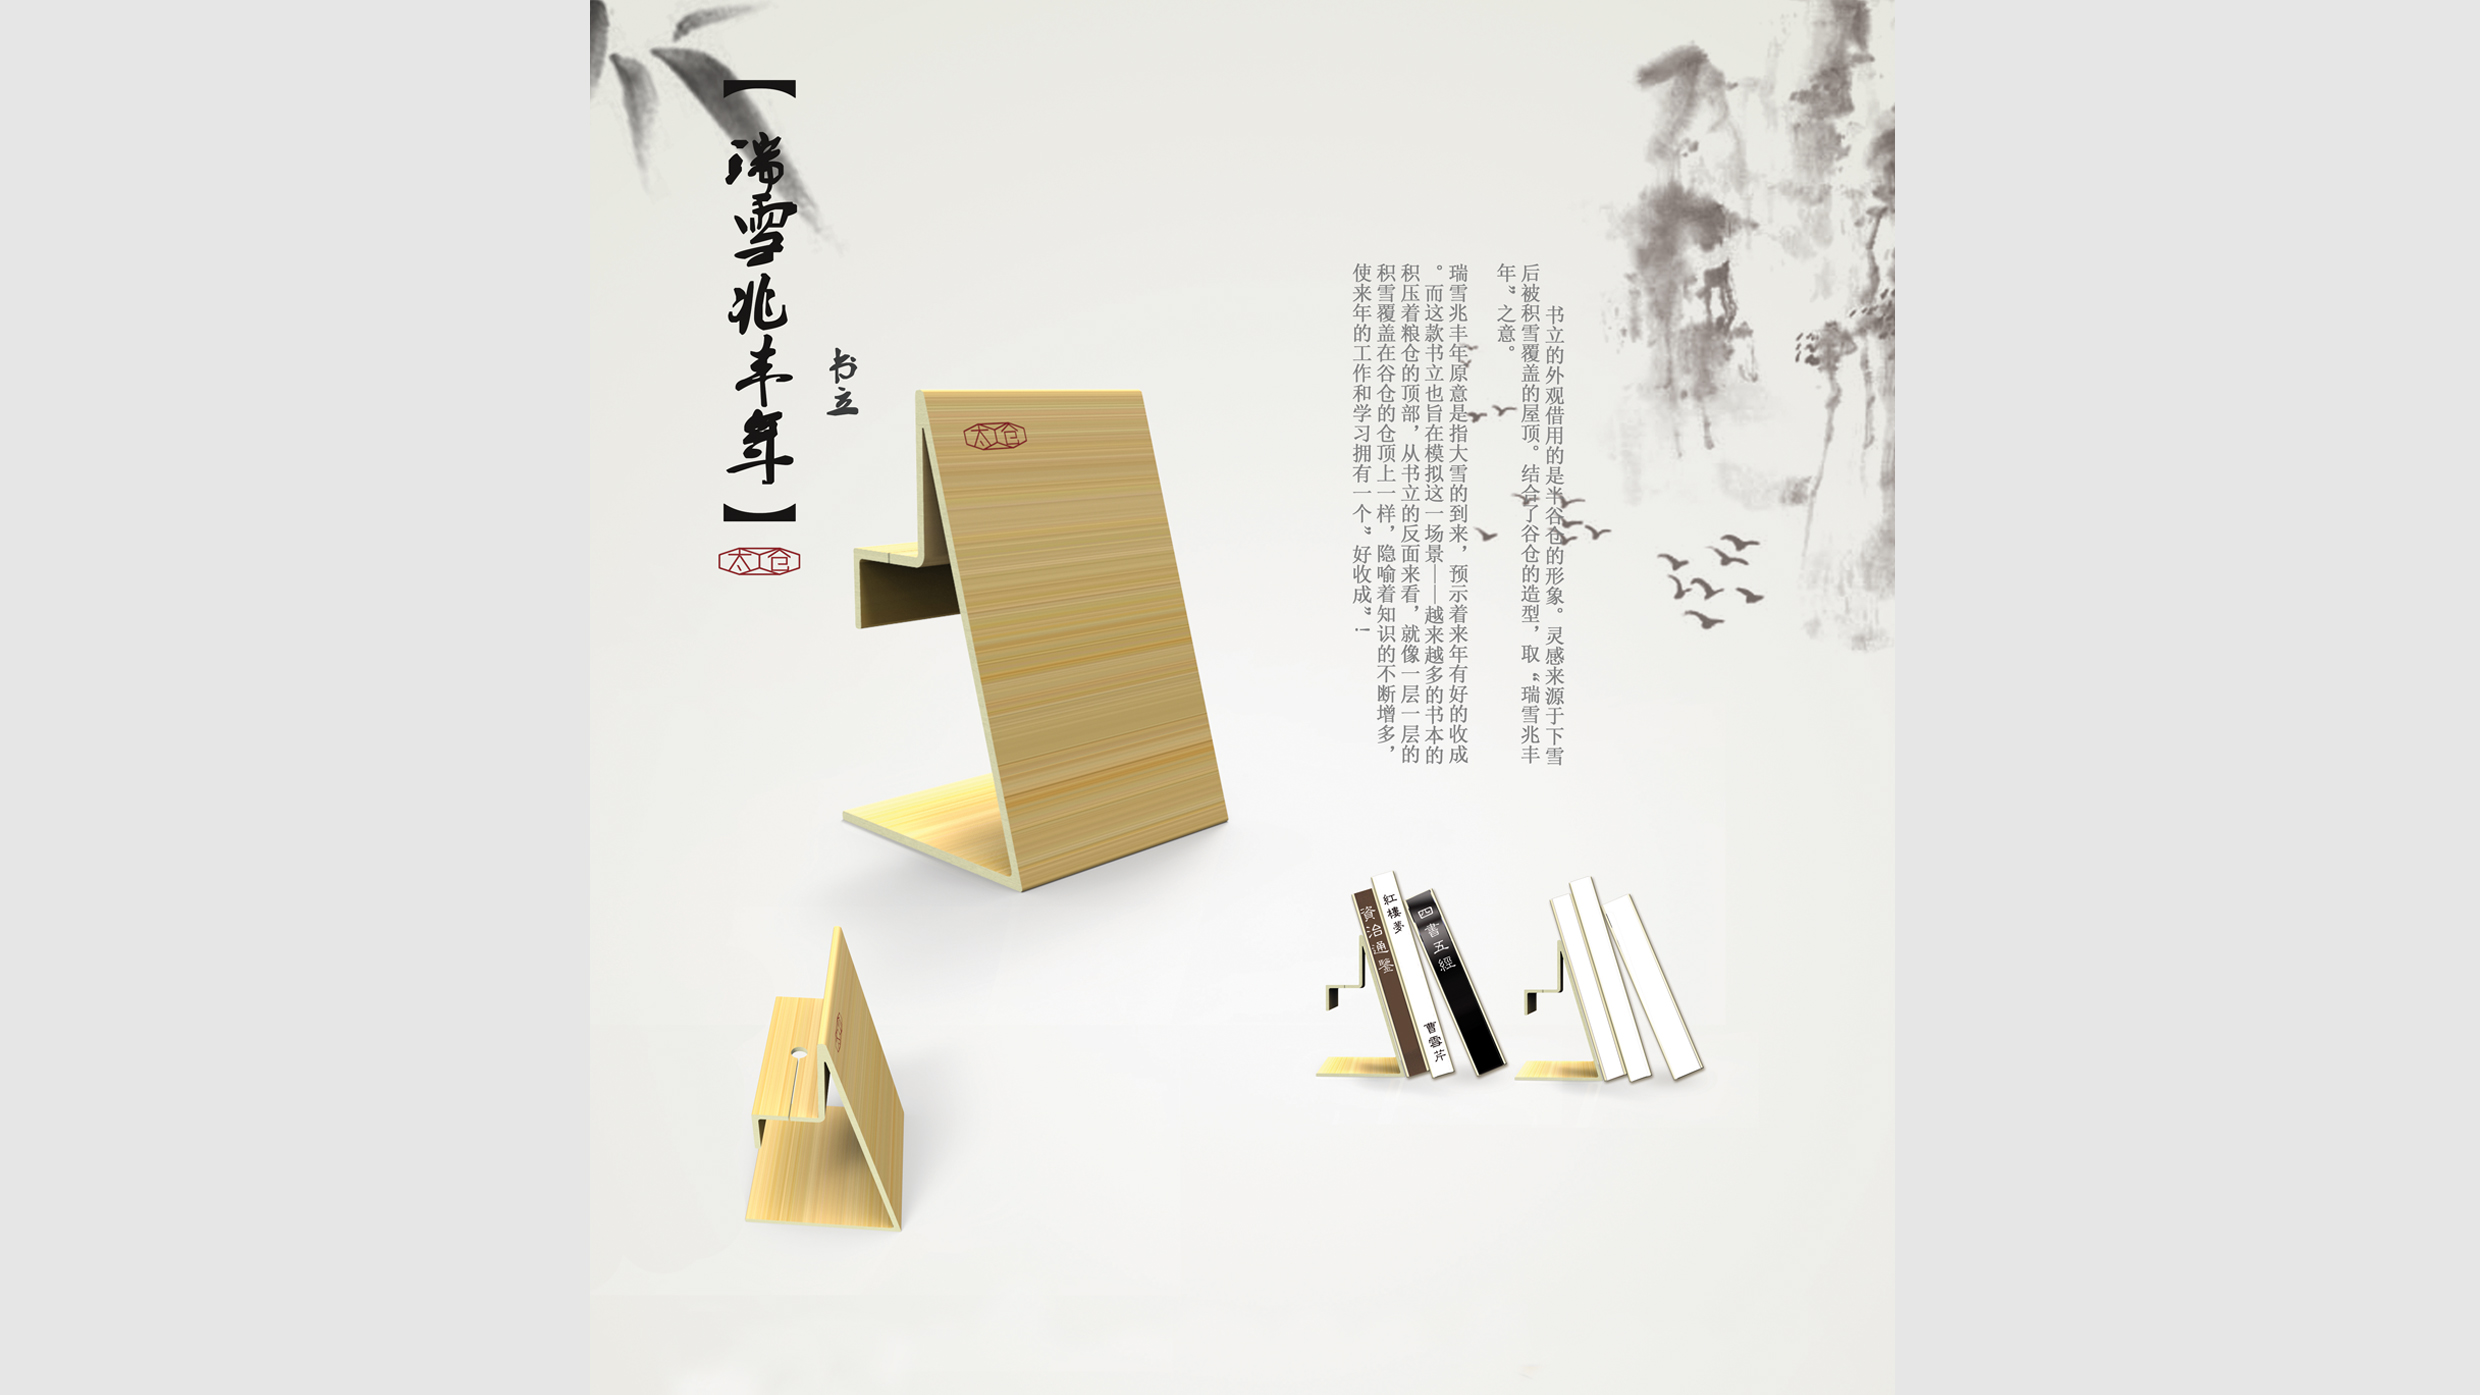 【瑞雪兆丰年】
书立
太仓
太仓
书立的外观借用的是半谷仓的形象。灵感来源于下雪
后被积雪覆盖的屋顶。结合了谷仓的造型，取“瑞雪兆丰
年”之意。
瑞雪兆丰年原意是指大雪的到来，预示着来年有好的收成
。而这款书立也旨在模拟这一场景——越来越多的书本的
积压着粮仓的顶部，从书立的反面来看，就像一层一层的
积雪覆盖在谷仓的仓顶上一样，隐喻着知识的不断增多，
使来年的工作和学习拥有一个”好收成”！
資治通鑒
紅樓夢
曹雪芹
四書五經